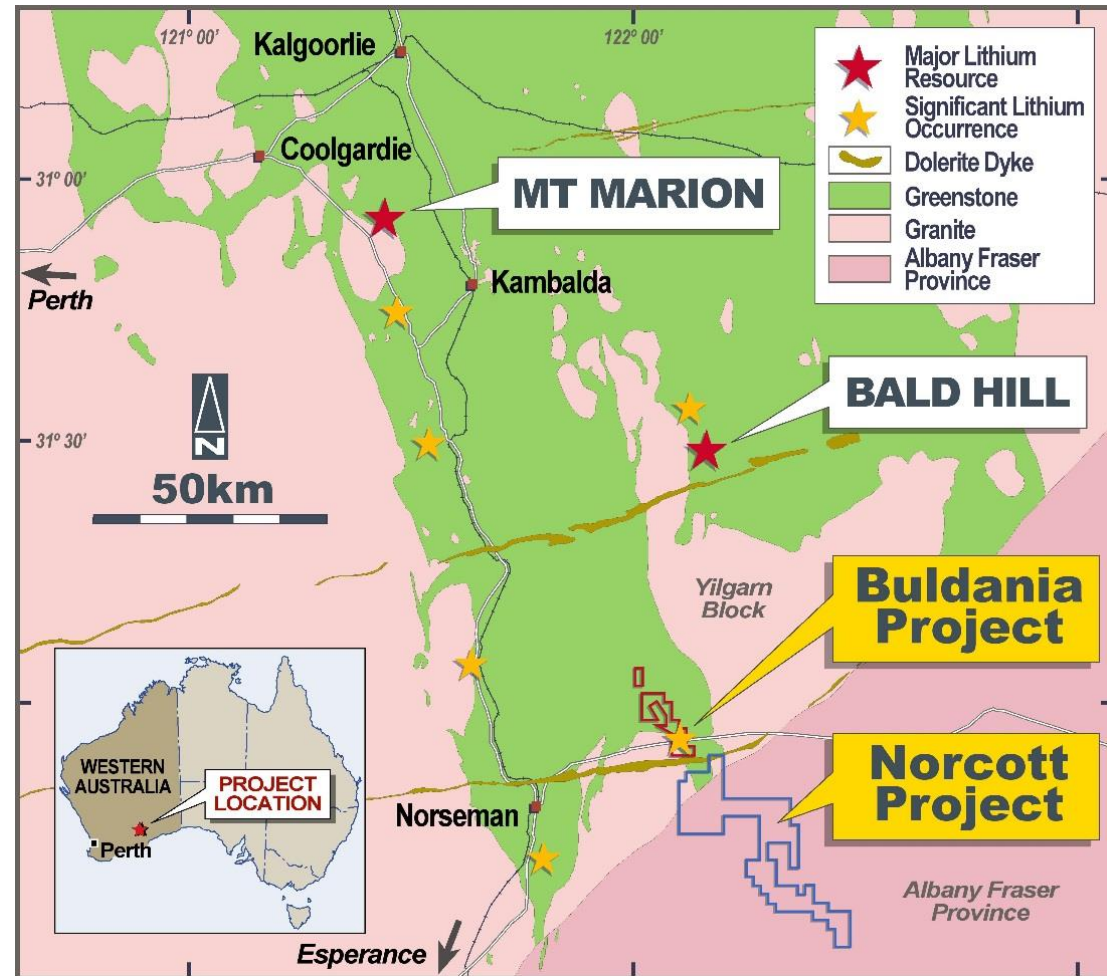 121° 00'
122° 00'
Kalgoorlie
Major Lithium
Resource
Significant Lithium
Occurrence
Dolerite Dyke
Greenstone
Granite
Albany Fraser
Province
Coolgardie
31° 00'
MT MARION
Perth
Kambalda
BALD HILL
N
31° 30'
50km
Yilgarn
Block
Buldania
Project
WESTERN
AUSTRALIA
PROJECT
LOCATION
Perth
Norcott
Project
Norseman
Albany Fraser
Province
Esperance